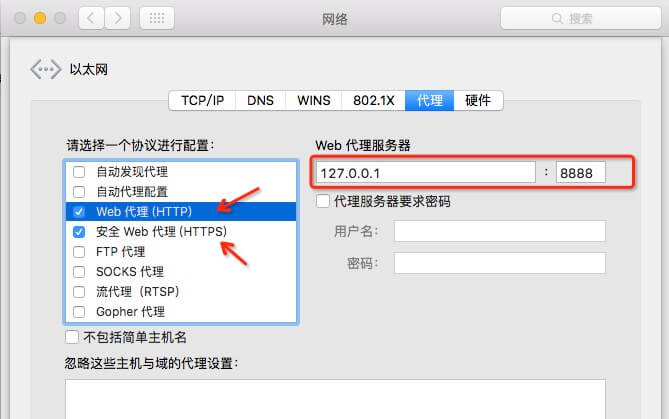 网络
搜索
以太网
TCP/IP DNS WINS 802.1X 代理 硬件
请选择一个协议进行配置：
自动发现代理
自动代理配置
Web 代理 (HTTP)
安全 Web 代理 (HTTPS)
FTP 代理
SOCKS 代理
流代理（RTSP）
Gopher 代理
不包括简单主机名
忽略这些主机与域的代理设置：
Web 代理服务器
127.0.0.1 : 8888
代理服务器要求密码
用户名：
密码：